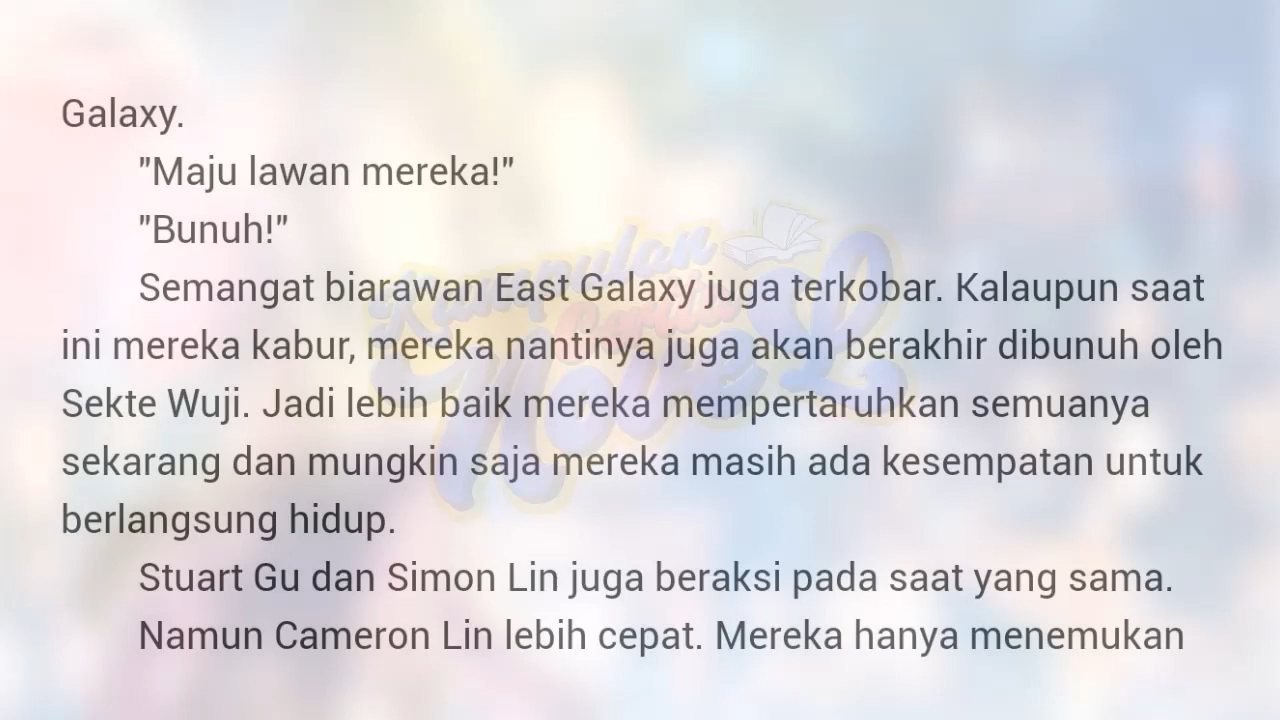 Galaxy.
"Maju lawan mereka!"
"Bunuh!"
Semangat biarawan East Galaxy juga terkobar. Kalaupun saat
ini mereka kabur, mereka nantinya juga akan berakhir dibunuh oleh
Sekte Wuji. Jadi lebih baik mereka mempertaruhkan semuanya
sekarang dan mungkin saja mereka masih ada kesempatan untuk
berlangsung hidup.
Stuart Gu dan Simon Lin juga beraksi pada saat yang sama.
Namun Cameron Lin lebih cepat. Mereka hanya menemukan
Kumpulan
Cerita
Novel